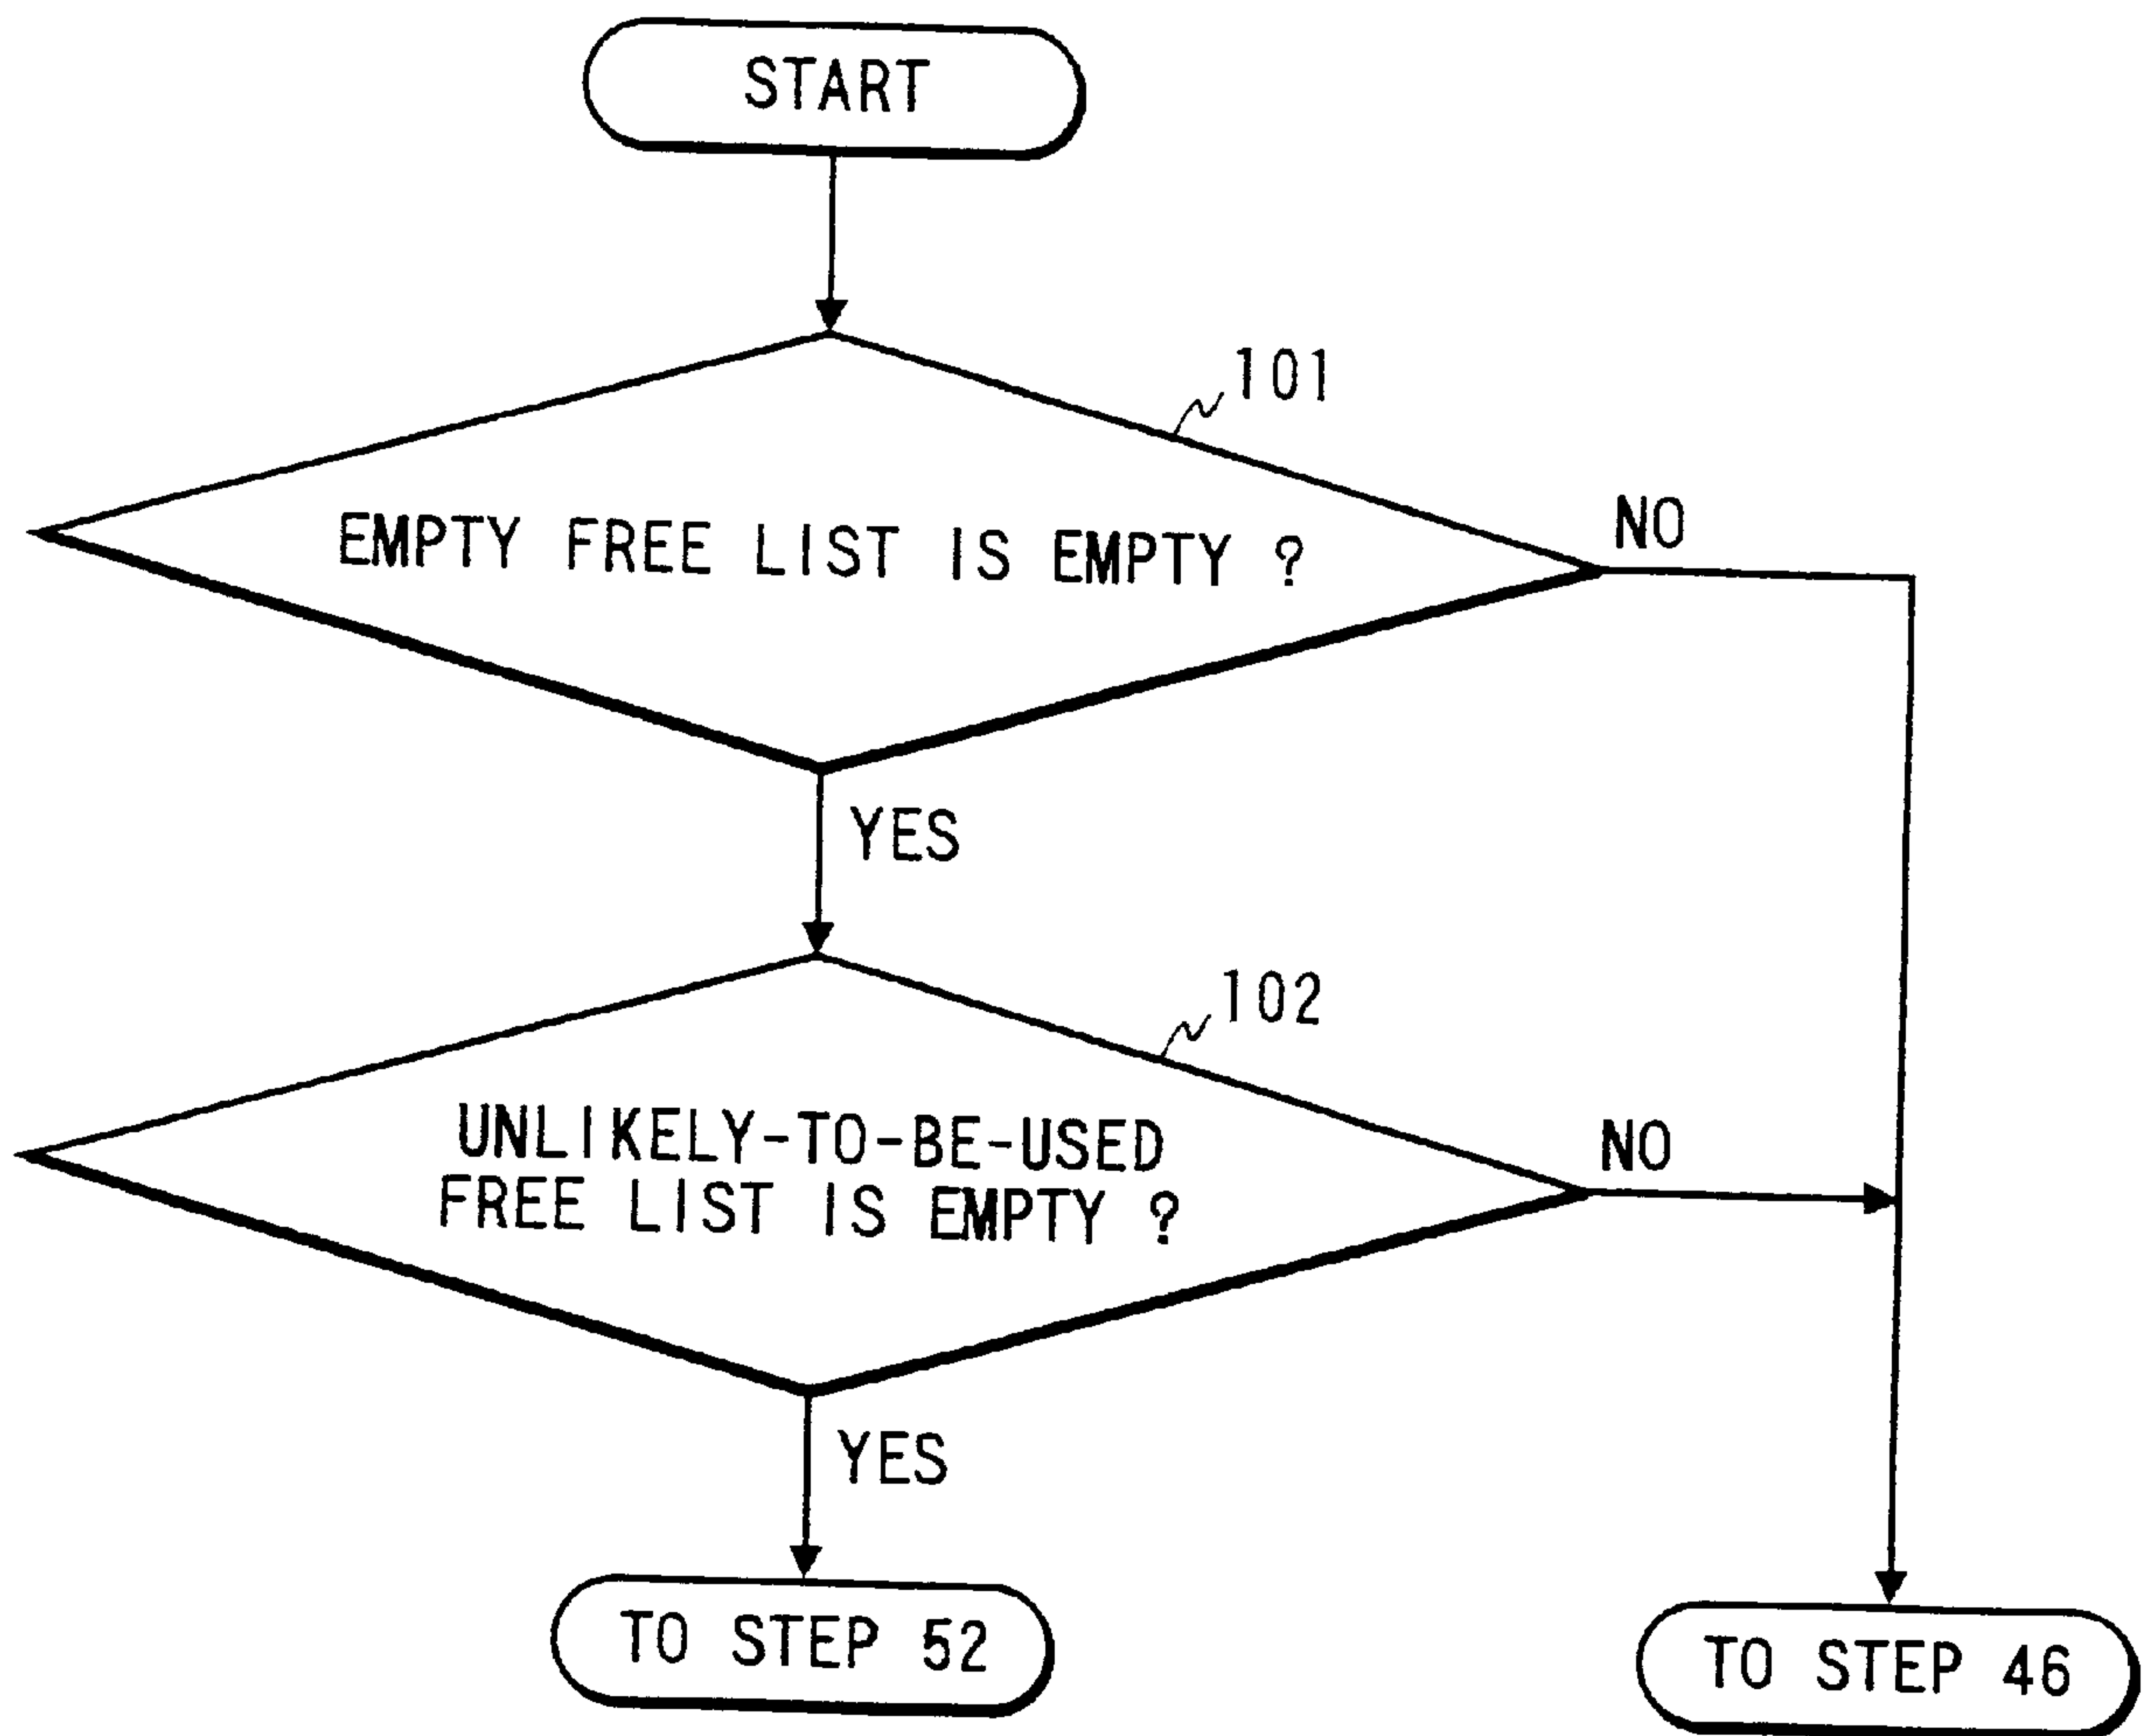 START
101
EMPTY FREE LIST IS EMPTY ?
NO
YES
102
UNLIKELY-TO-BE-USED
FREE LIST IS EMPTY ?
NO
YES
TO STEP 52
TO STEP 46